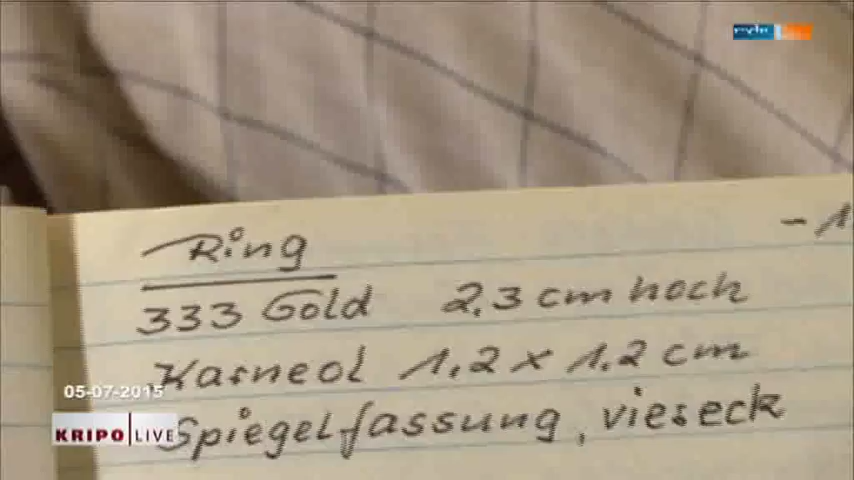 mdr
Ring
- 1
333 Gold 2,3 cm hoch
Karneol 1,2 x 1,2 cm
05-07-2015
KRIPO LIVE
Spiegelfassung, viereck